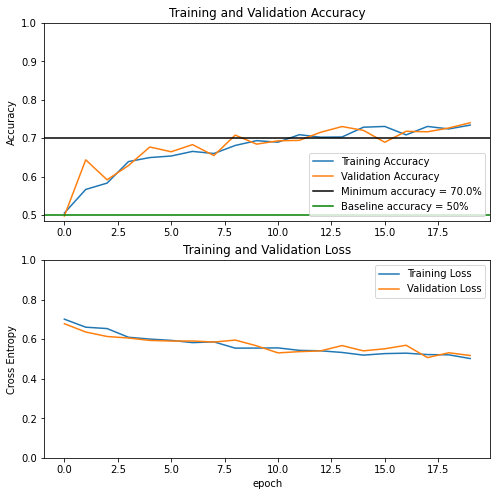 Training and Validation Accuracy
1.0
0.9
0.8
0.7
0.6
0.5
Accuracy
Training Accuracy
Validation Accuracy
Minimum accuracy = 70.0%
Baseline accuracy = 50%
0.0 2.5 5.0 7.5 10.0 12.5 15.0 17.5
Training and Validation Loss
1.0
0.8
0.6
0.4
0.2
0.0
Cross Entropy
Training Loss
Validation Loss
0.0 2.5 5.0 7.5 10.0 12.5 15.0 17.5
epoch